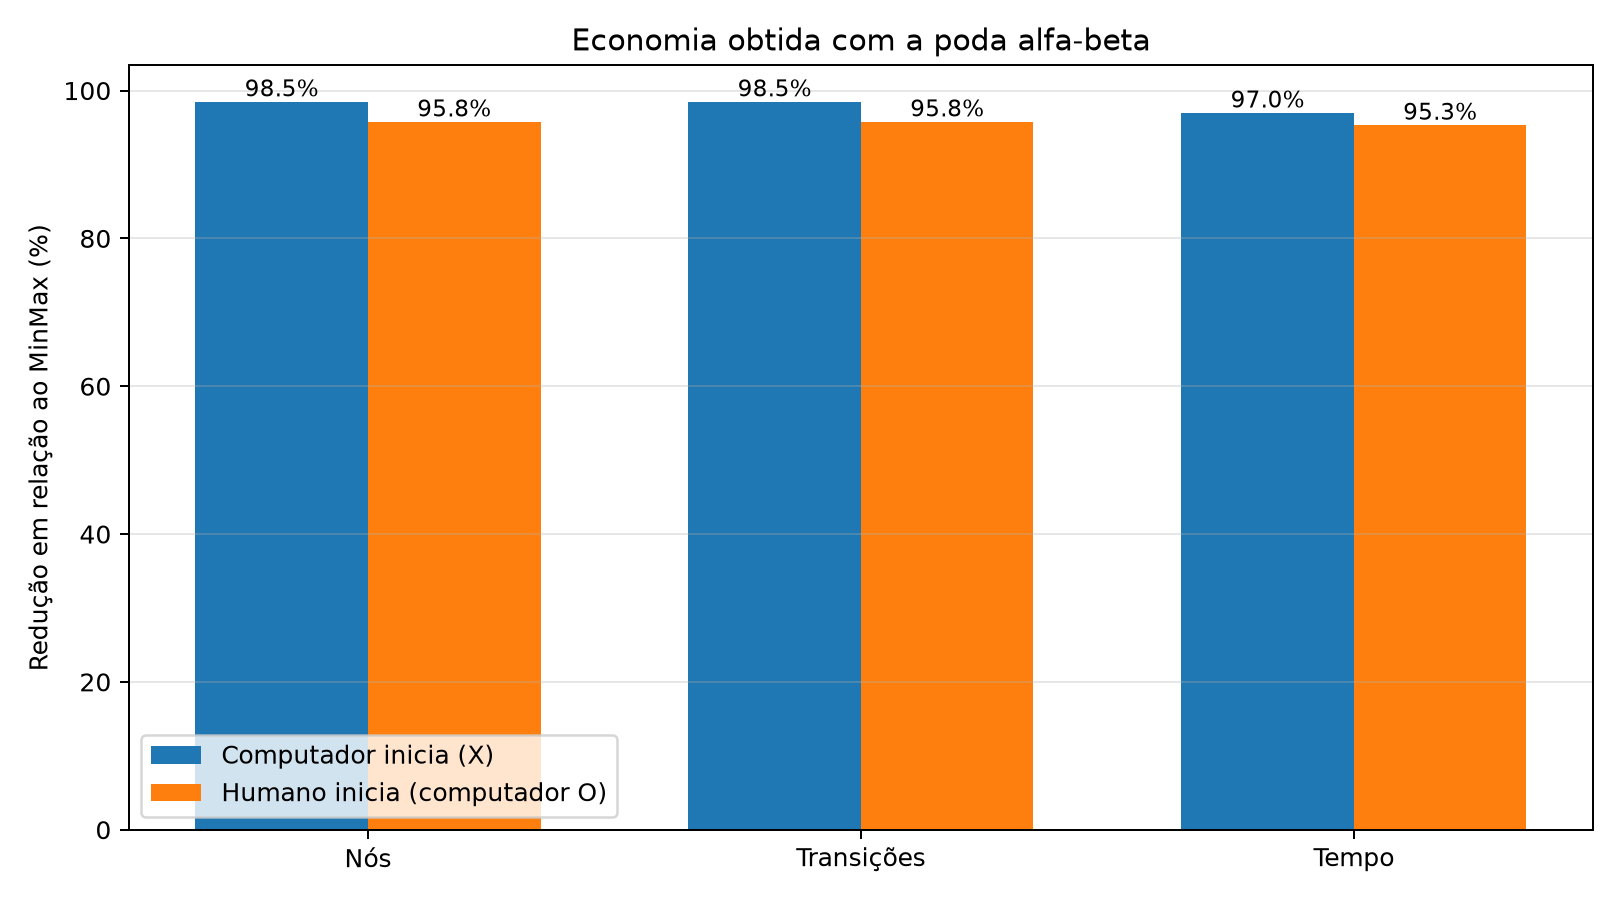 Economia obtida com a poda alfa-beta
Redução em relação ao MinMax (%)
100
80
60
40
20
0
98.5%
95.8%
98.5%
95.8%
97.0%
95.3%
Computador inicia (X)
Humano inicia (computador O)
Nós
Transições
Tempo